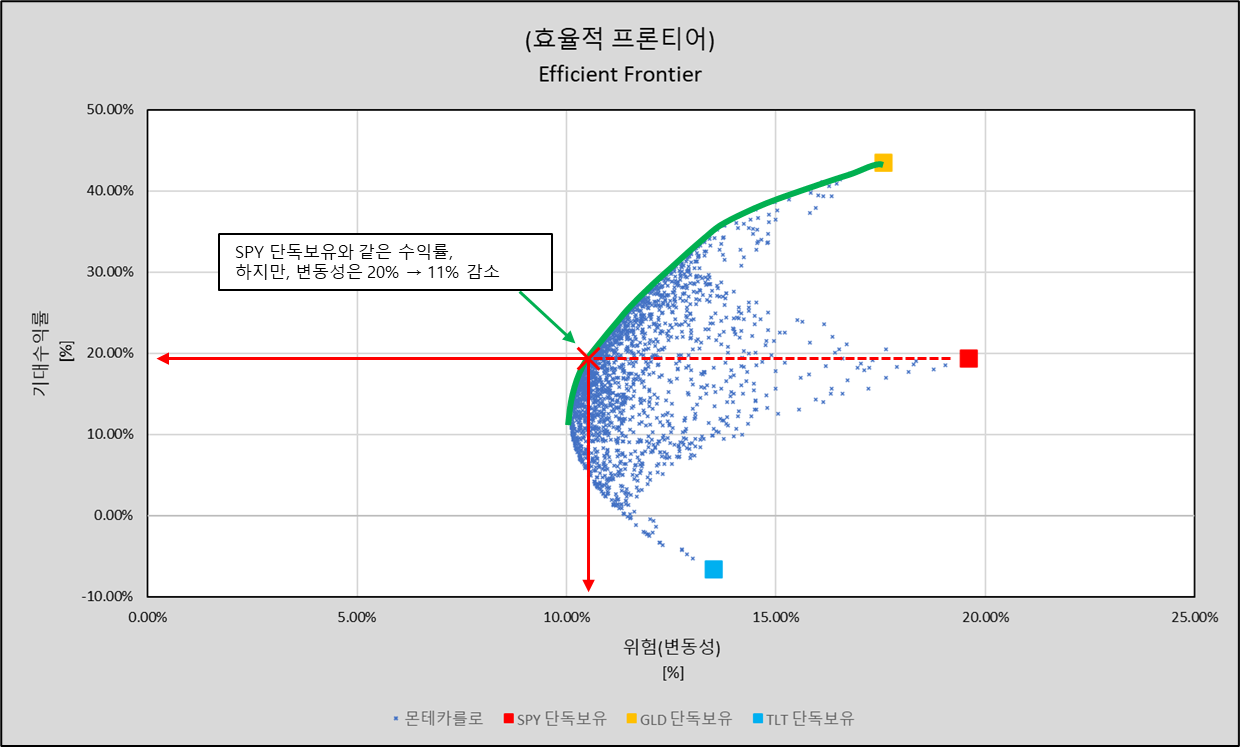 (효율적 프론티어)
Efficient Frontier
50.00%
40.00%
30.00%
20.00%
10.00%
0.00%
-10.00%
기대수익률
[%]
SPY 단독보유와 같은 수익률,
하지만, 변동성은 20% → 11% 감소
0.00% 5.00% 10.00% 15.00% 20.00% 25.00%
위험(변동성)
[%]
몬테카를로 SPY 단독보유 GLD 단독보유 TLT 단독보유